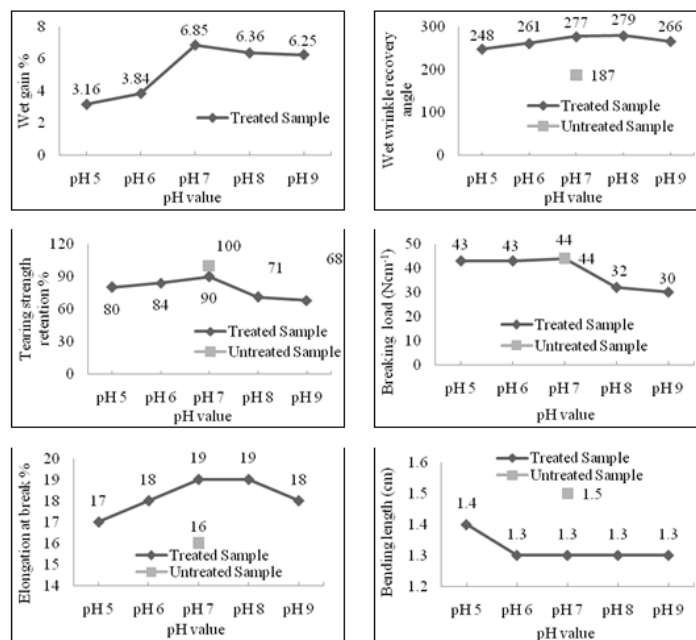 Wet gain %
8
6
4
2
0
3.16
3.84
6.85
6.36
6.25
Treated Sample
pH 5 pH 6 pH 7 pH 8 pH 9
pH value
Wet wrinkle recovery
angle
300
200
100
0
248
261
277
279
266
187
Treated Sample
Untreated Sample
pH 5 pH 6 pH 7 pH 8 pH 9
pH value
Tearing strength
retention %
120
90
60
30
0
100
80
84
90
71
68
Treated Sample
Untreated Sample
pH 5 pH 6 pH 7 pH 8 pH 9
pH value
Breaking load (Ncm-1)
50
40
30
20
10
0
43
43
44
44
32
30
Treated Sample
Untreated Sample
pH 5 pH 6 pH 7 pH 8 pH 9
pH value
Elongation at break %
20
19
18
17
16
15
14
17
18
19
19
18
16
Treated Sample
Untreated Sample
pH 5 pH 6 pH 7 pH 8 pH 9
pH value
Bending length (cm)
1.6
1.5
1.4
1.3
1.2
Treated Sample
Untreated Sample
1.5
1.4
1.3
1.3
1.3
1.3
pH 5 pH 6 pH 7 pH 8 pH 9
pH value